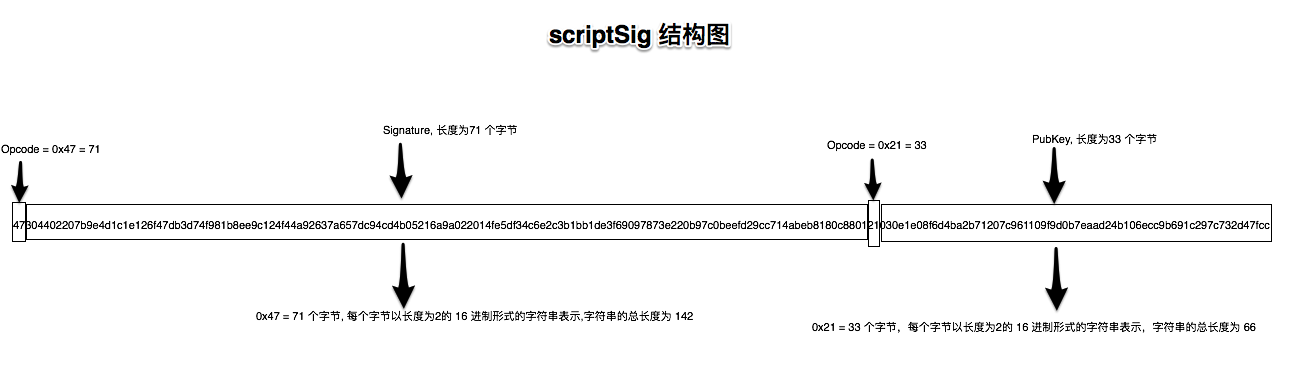 scriptSig 结构图
Signature, 长度为71 个字节
Opcode = 0x47 = 71
Opcode = 0x21 = 33
PubKey, 长度为33 个字节
47304402207b9e4d1c1e126f47db3d74f981b8ee9c124f44a92637a657dc94cd4b05216a9a022014fe5df34c6e2c3b1bb1de3f69097873e220b97c0beefd29cc714abeb8180c880121030e1e08f6d4ba2b71207c961109f9d0b7eaad24b106ecc9b691c297c732d47fcc
0x47 = 71 个字节, 每个字节以长度为2的 16 进制形式的字符串表示,字符串的总长度为 142
0x21 = 33 个字节，每个字节以长度为2的 16 进制形式的字符串表示，字符串的总长度为 66